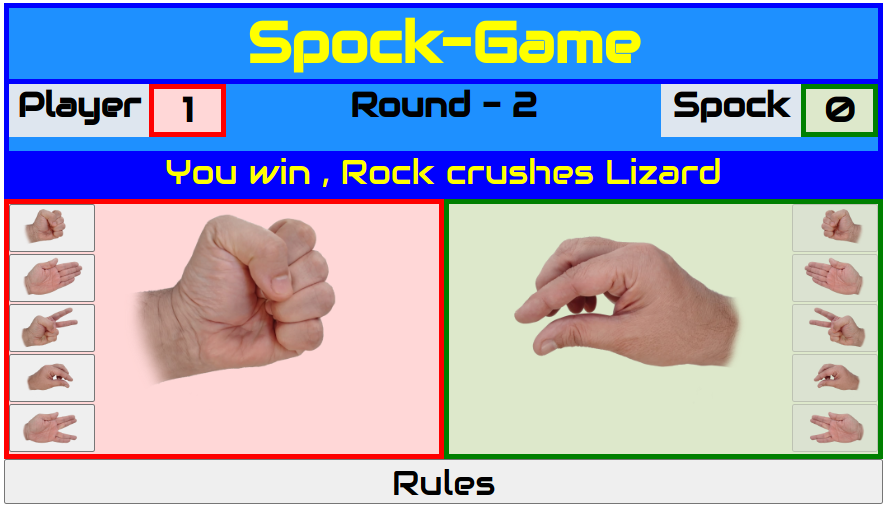 Spock-Game
Player 1 Round - 2 Spock 0
You win , Rock crushes Lizard
Rules